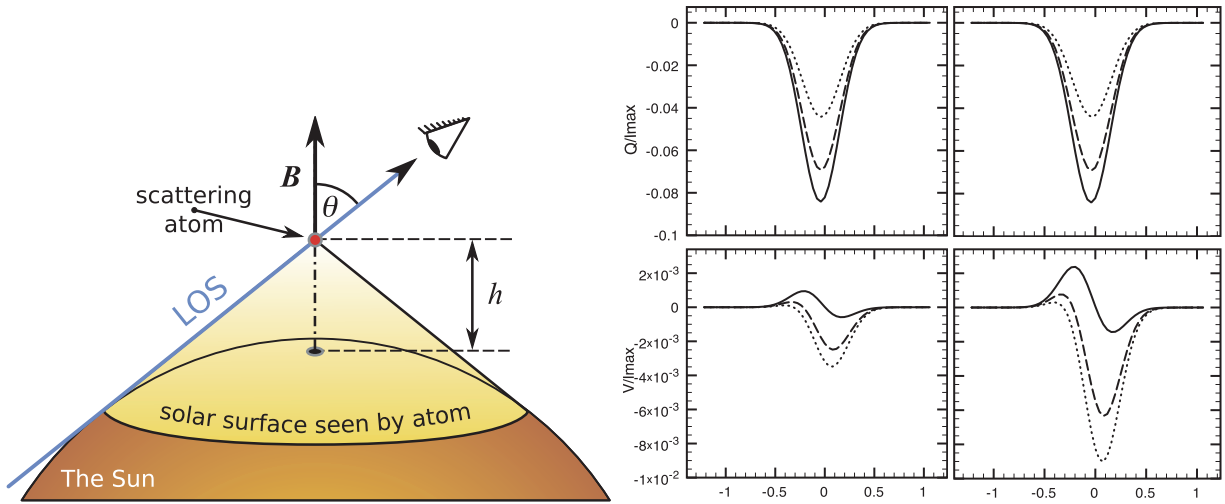 B
θ
scattering
atom
LOS
h
solar surface seen by atom
The Sun
Q/Imax
0
-0.02
-0.04
-0.06
-0.08
-0.1
V/Imax
2×10⁻³
0
-2×10⁻³
-4×10⁻³
-6×10⁻³
-8×10⁻³
-1×10⁻²
-1 -0.5 0 0.5 1
-1 -0.5 0 0.5 1